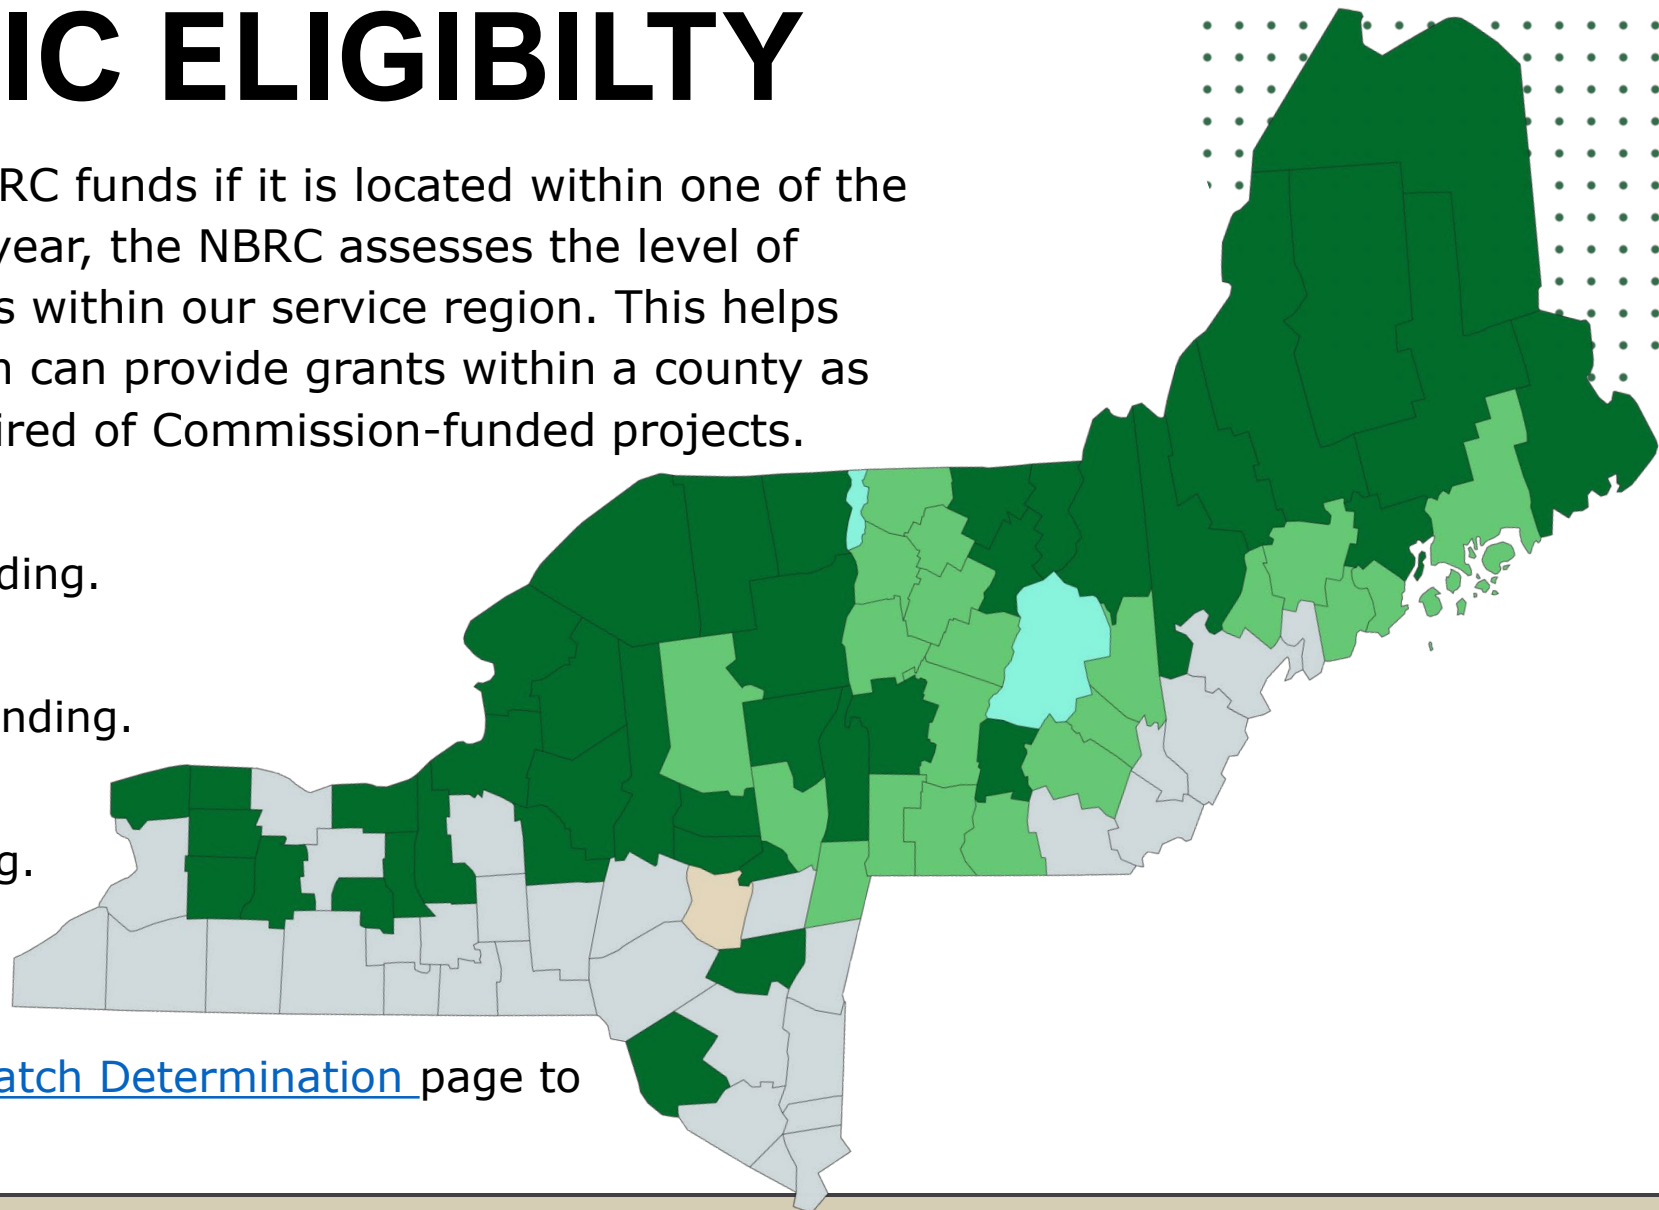 IC ELIGIBILTY
RC funds if it is located within one of the
year, the NBRC assesses the level of
s within our service region. This helps
n can provide grants within a county as
ired of Commission-funded projects.
ding.
nding.
g.
atch Determination page to